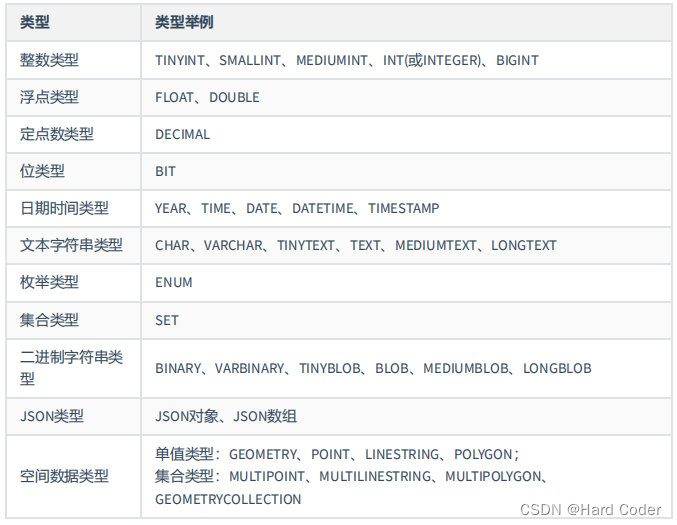 类型 类型举例
整数类型 TINYINT、SMALLINT、MEDIUMINT、INT(或INTEGER)、BIGINT
浮点类型 FLOAT、DOUBLE
定点数类型 DECIMAL
位类型 BIT
日期时间类型 YEAR、TIME、DATE、DATETIME、TIMESTAMP
文本字符串类型 CHAR、VARCHAR、TINYTEXT、TEXT、MEDIUMTEXT、LONGTEXT
枚举类型 ENUM
集合类型 SET
二进制字符串类
型
BINARY、VARBINARY、TINYBLOB、BLOB、MEDIUMBLOB、LONGBLOB
JSON类型 JSON对象、JSON数组
空间数据类型
单值类型：GEOMETRY、POINT、LINESTRING、POLYGON；
集合类型：MULTIPOINT、MULTILINESTRING、MULTIPOLYGON、
GEOMETRYCOLLECTION
CSDN @Hard Coder